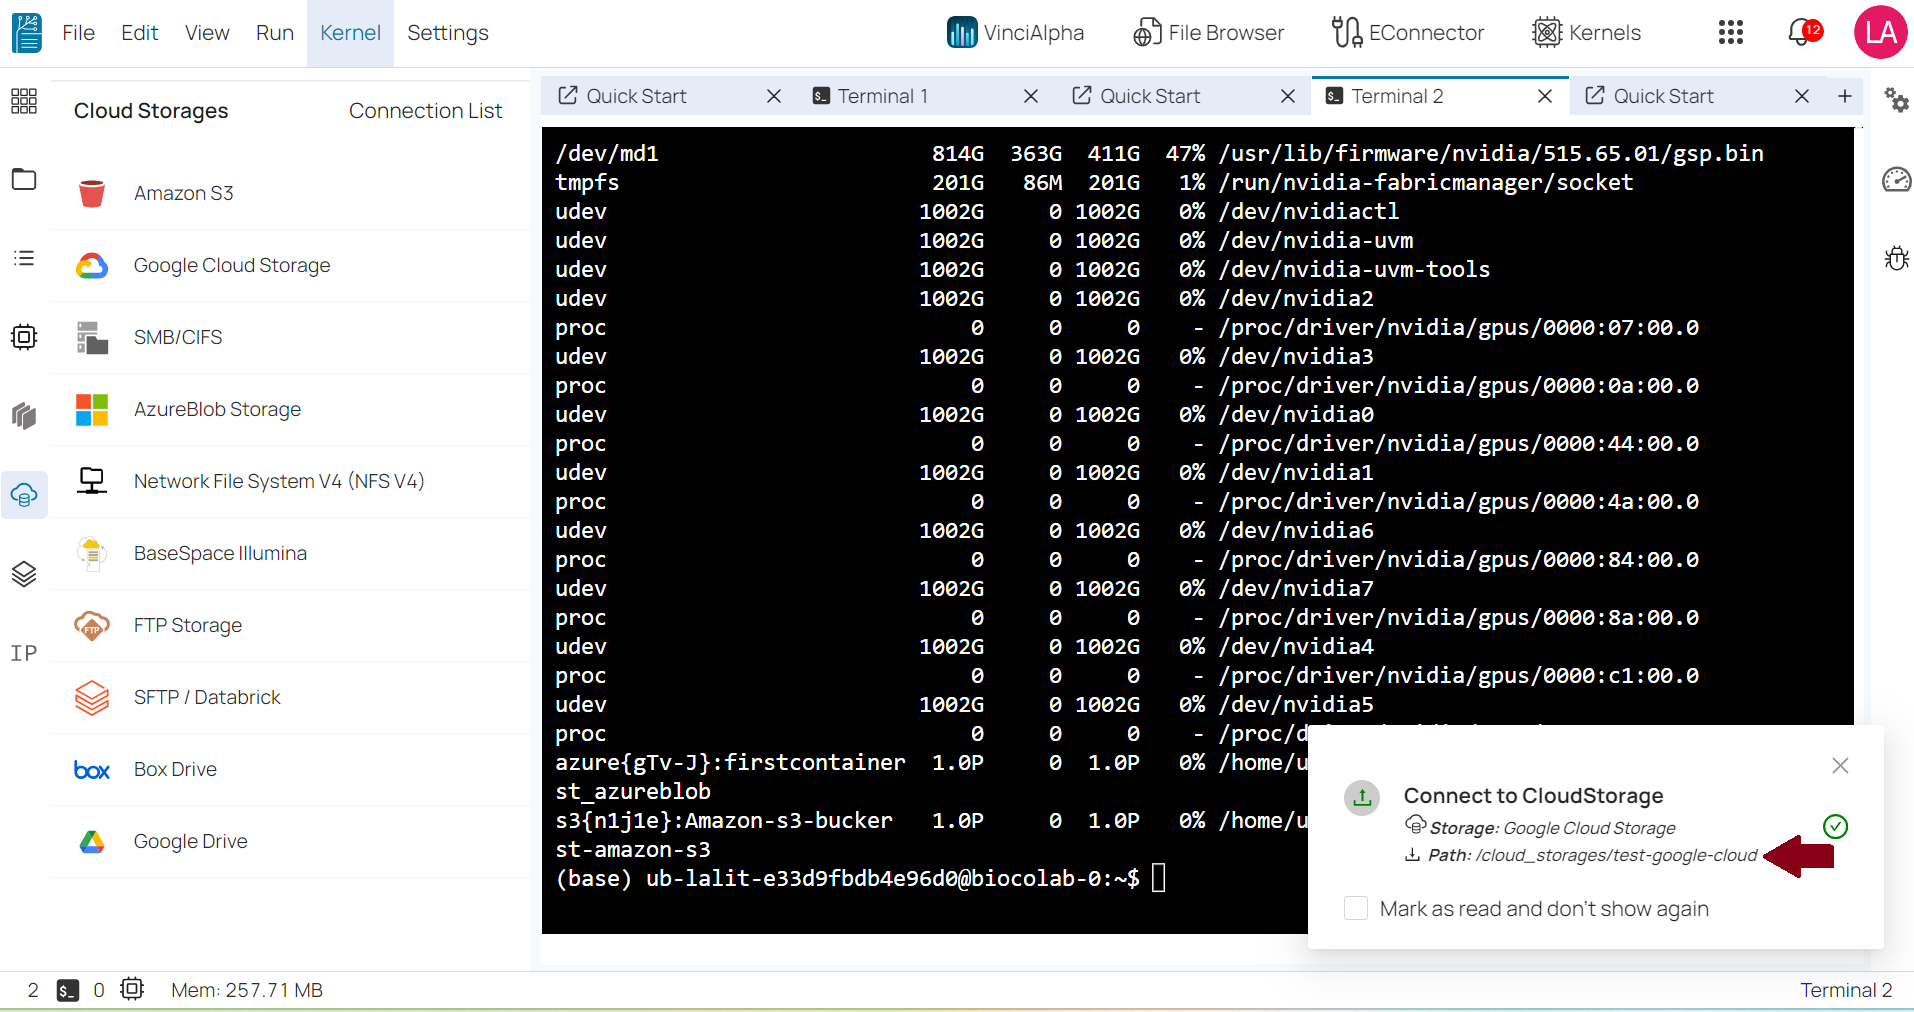 File Edit View Run Kernel Settings VinciAlpha File Browser EConnector Kernels 12 LA
Cloud Storages Connection List
Amazon S3
Google Cloud Storage
SMB/CIFS
AzureBlob Storage
Network File System V4 (NFS V4)
BaseSpace Illumina
FTP
FTP Storage
SFTP / Databrick
box Box Drive
Google Drive
IP
Quick Start Terminal 1 Quick Start Terminal 2 Quick Start
/dev/md1 814G 363G 411G 47% /usr/lib/firmware/nvidia/515.65.01/gsp.bin
tmpfs 201G 86M 201G 1% /run/nvidia-fabricmanager/socket
udev 1002G 0 1002G 0% /dev/nvidiactl
udev 1002G 0 1002G 0% /dev/nvidia-uvm
udev 1002G 0 1002G 0% /dev/nvidia-uvm-tools
udev 1002G 0 1002G 0% /dev/nvidia2
proc 0 0 0 - /proc/driver/nvidia/gpus/0000:07:00.0
udev 1002G 0 1002G 0% /dev/nvidia3
proc 0 0 0 - /proc/driver/nvidia/gpus/0000:0a:00.0
udev 1002G 0 1002G 0% /dev/nvidia0
proc 0 0 0 - /proc/driver/nvidia/gpus/0000:44:00.0
udev 1002G 0 1002G 0% /dev/nvidia1
proc 0 0 0 - /proc/driver/nvidia/gpus/0000:4a:00.0
udev 1002G 0 1002G 0% /dev/nvidia6
proc 0 0 0 - /proc/driver/nvidia/gpus/0000:84:00.0
udev 1002G 0 1002G 0% /dev/nvidia7
proc 0 0 0 - /proc/driver/nvidia/gpus/0000:8a:00.0
udev 1002G 0 1002G 0% /dev/nvidia4
proc 0 0 0 - /proc/driver/nvidia/gpus/0000:c1:00.0
udev 1002G 0 1002G 0% /dev/nvidia5
proc 0 0 0 - /proc/d
azure{gTv-J}:firstcontainer 1.0P 0 1.0P 0% /home/u
st_azureblob
s3{n1j1e}:Amazon-s3-bucker 1.0P 0 1.0P 0% /home/u
st-amazon-s3
(base) ub-lalit-e33d9fbdb4e96d0@biocolab-0:~$
Connect to CloudStorage
Storage: Google Cloud Storage
Path: /cloud_storages/test-google-cloud
Mark as read and don't show again
2 $_ 0 Mem: 257.71 MB Terminal 2